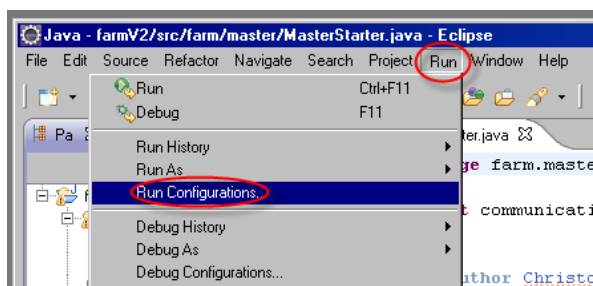 Java - farmV2/src/farm/master/MasterStarter.java - Eclipse
File Edit Source Refactor Navigate Search Project Run Window Help
Run Ctrl+F11
Debug F11
Pa
ter.java
Run History
ge farm.maste
Run As
Run Configurations...
t communicati
Debug History
Debug As
Debug Configurations...
uthor Christo